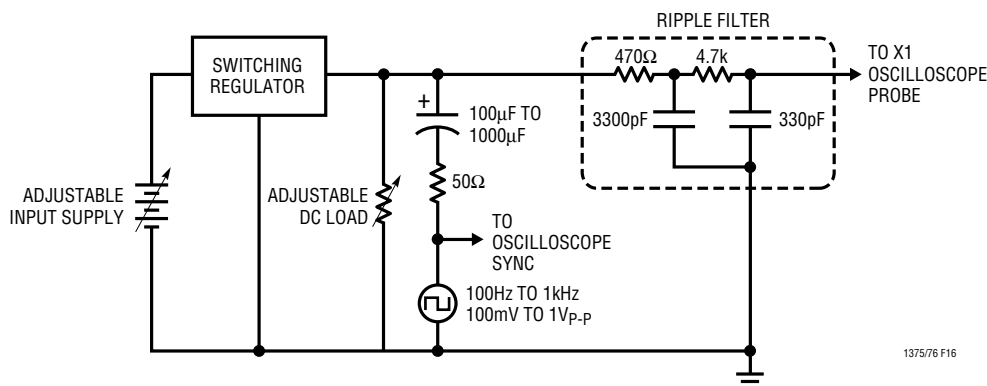 RIPPLE FILTER
SWITCHING
REGULATOR
470Ω
4.7k
TO X1
OSCILLOSCOPE
PROBE
+
100µF TO
1000µF
3300pF
330pF
ADJUSTABLE
INPUT SUPPLY
ADJUSTABLE
DC LOAD
50Ω
TO
OSCILLOSCOPE
SYNC
100Hz TO 1kHz
100mV TO 1VP-P
1375/76 F16